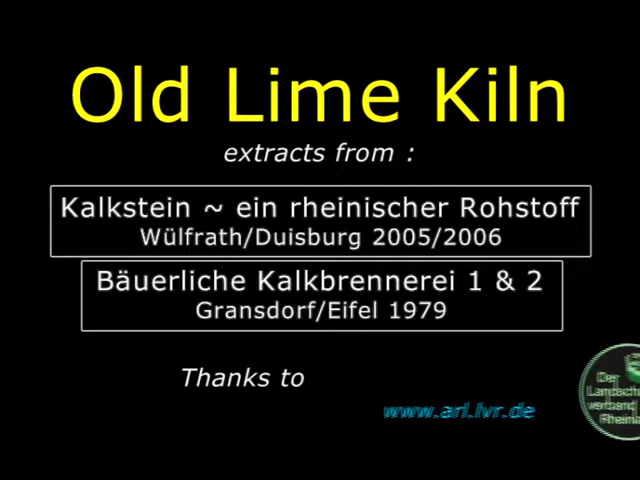 Old Lime Kiln
extracts from :
Kalkstein ~ ein rheinischer Rohstoff
Wülfrath/Duisburg 2005/2006
Bäuerliche Kalkbrennerei 1 & 2
Gransdorf/Eifel 1979
Thanks to
www.arl.lvr.de
Der